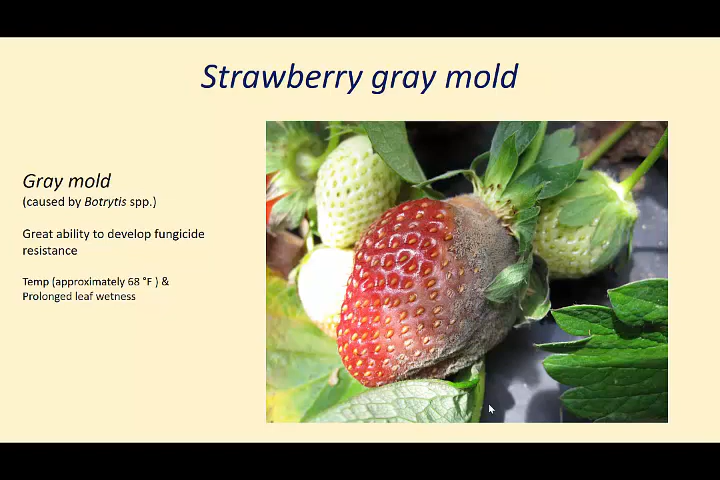 Strawberry gray mold
Gray mold
(caused by Botrytis spp.)
Great ability to develop fungicide
resistance
Temp (approximately 68 °F ) &
Prolonged leaf wetness